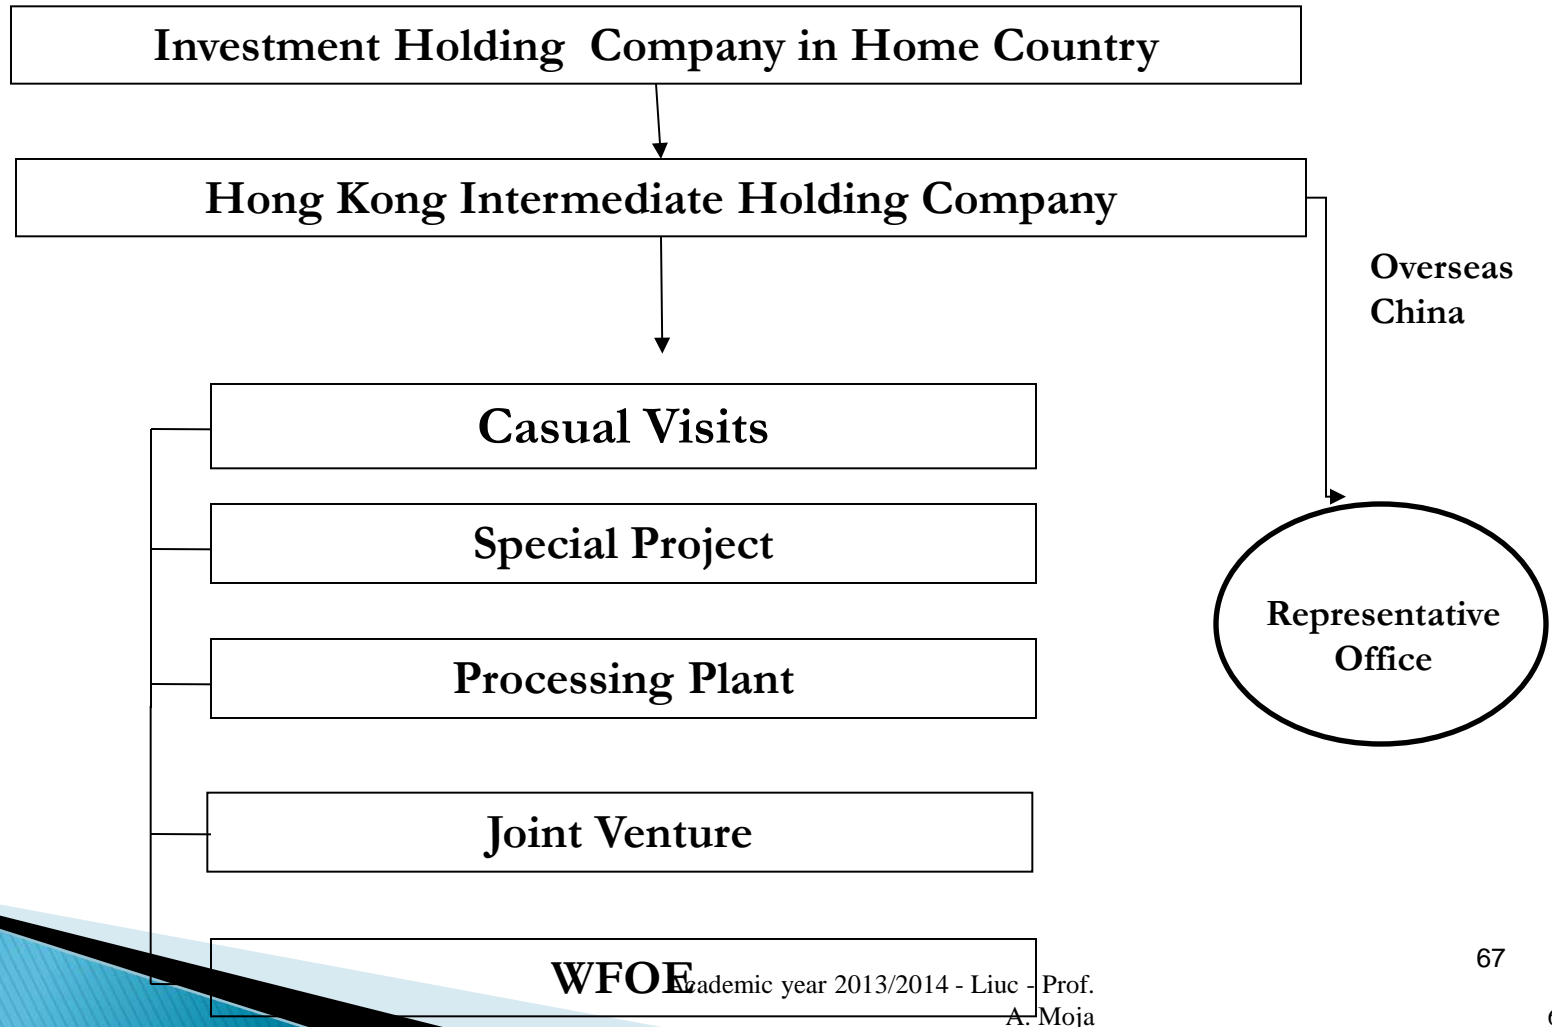 Investment Holding Company in Home Country
Hong Kong Intermediate Holding Company
Overseas
China
Casual Visits
Special Project
Processing Plant
Representative
Office
Joint Venture
WFOE
Academic year 2013/2014 - Liuc - Prof.
A. Moja
67